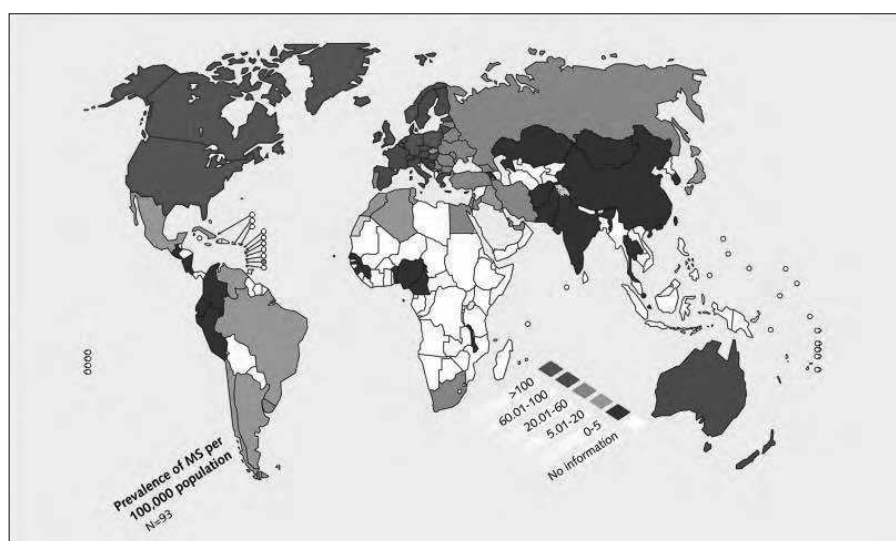 >100
60.01-100
20.01-60
5.01-20
0-5
No information
Prevalence of MS per
100,000 population
N=93